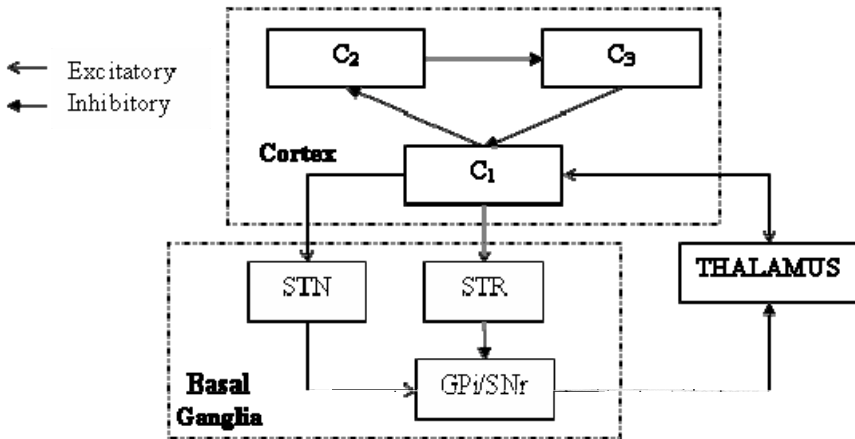 Excitatory
Inhibitory
C₂
C₃
Cortex
C₁
STN
STR
THALAMUS
GPi/SNr
Basal
Ganglia